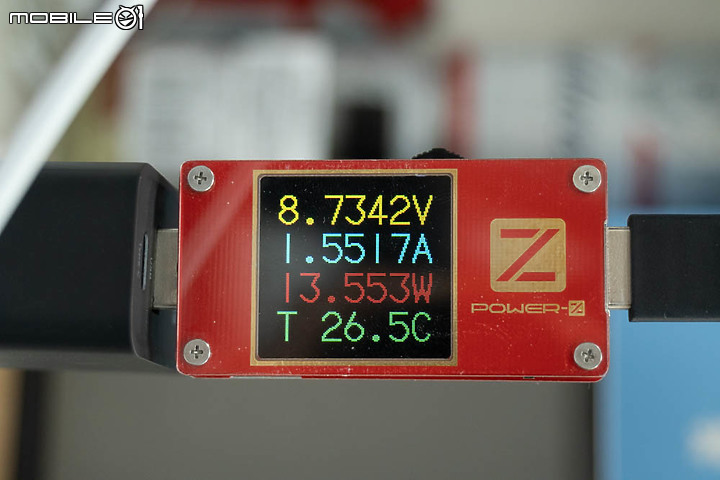 MOBILE01
8.7342V
1.5517A
13.553W
T 26.5C
Z
POWER-Z